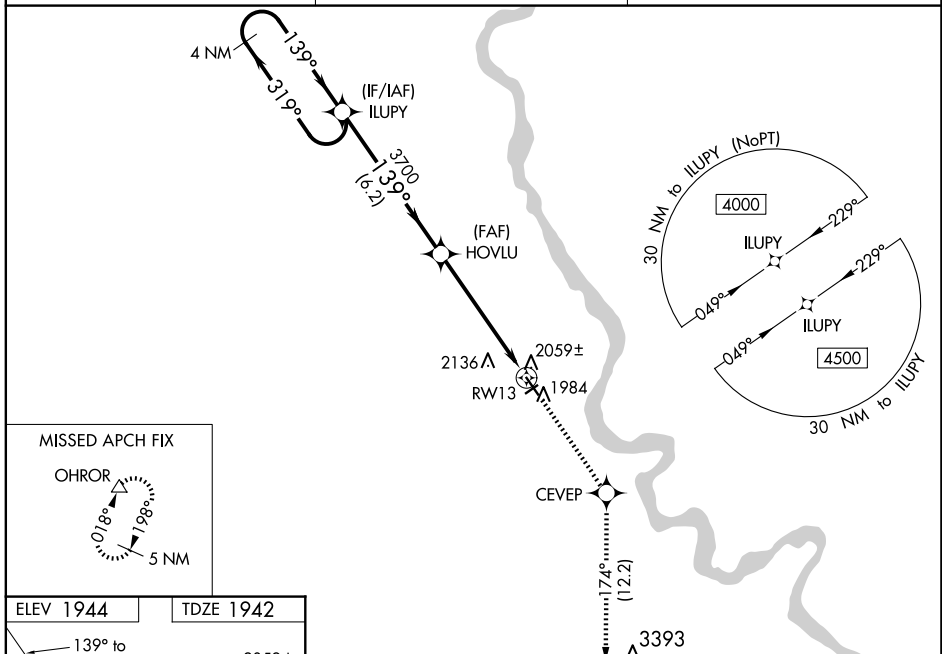 4 NM
139°
319°
(IF/IAF)
ILUPY
3700
139°
(6.2)
(FAF)
HOVLU
2136
2059±
RW13
1984
CEVEP
174°
(12.2)
3393
30 NM to ILUPY (NoPT)
4000
229°
ILUPY
049°
229°
049°
ILUPY
4500
30 NM to ILUPY
MISSED APCH FIX
OHROR
018°
198°
5 NM
ELEV 1944
TDZE 1942
139° to